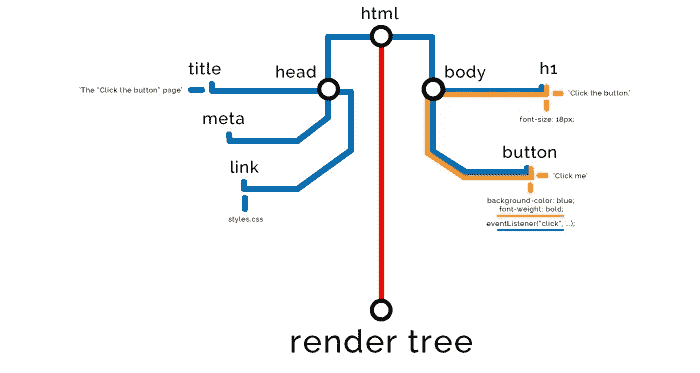 html
title
head
body
h1
'The "Click the button" page'
'Click the button.'
meta
font-size: 18px;
button
link
'Click me'
background-color: blue;
font-weight: bold;
styles.css
eventListener("click", ...);
render tree